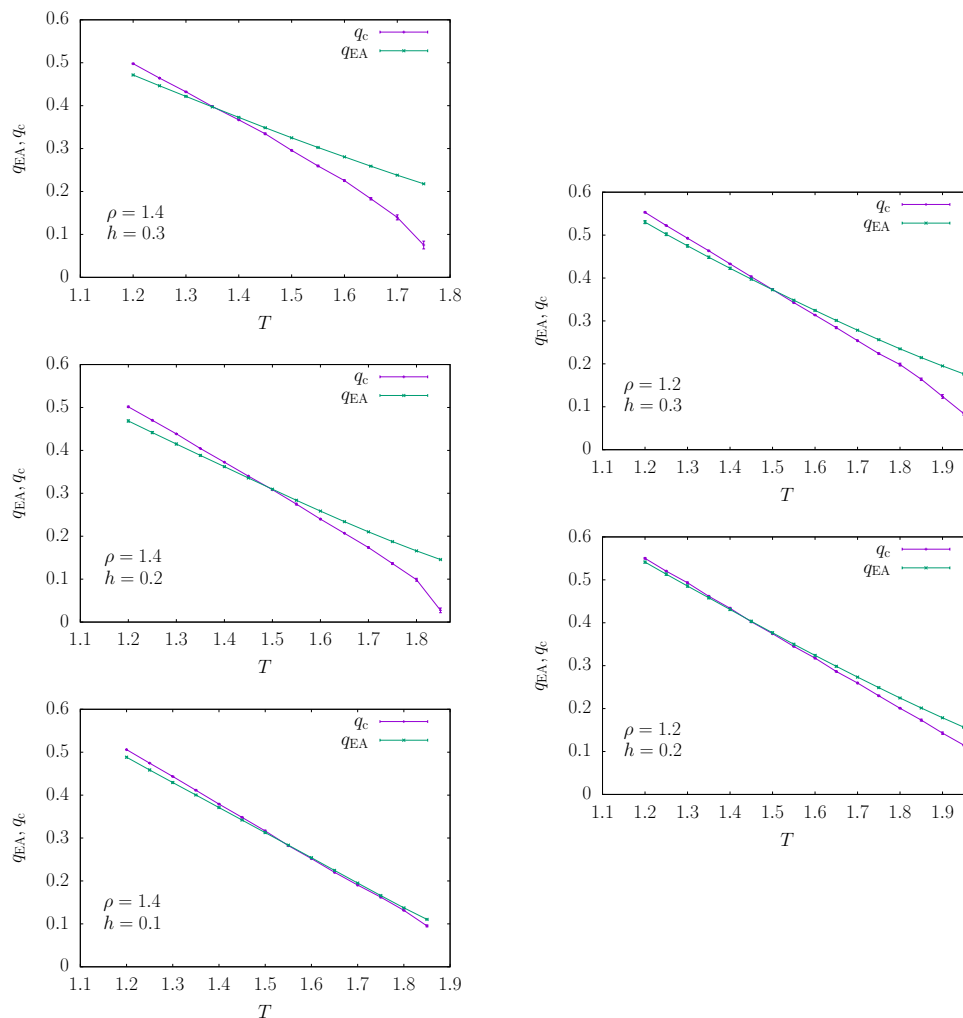 0.6
0.5
0.4
0.3
0.2
0.1
0
q_EA, q_c
q_c
q_EA
ρ = 1.4
h = 0.3
1.1 1.2 1.3 1.4 1.5 1.6 1.7 1.8
T
0.6
0.5
0.4
0.3
0.2
0.1
0
q_EA, q_c
q_c
q_EA
ρ = 1.4
h = 0.2
1.1 1.2 1.3 1.4 1.5 1.6 1.7 1.8
T
0.6
0.5
0.4
0.3
0.2
0.1
0
q_EA, q_c
q_c
q_EA
ρ = 1.4
h = 0.1
1.1 1.2 1.3 1.4 1.5 1.6 1.7 1.8 1.9
T
0.6
0.5
0.4
0.3
0.2
0.1
0
q_EA, q_c
q_c
q_EA
ρ = 1.2
h = 0.3
1.1 1.2 1.3 1.4 1.5 1.6 1.7 1.8 1.9
T
0.6
0.5
0.4
0.3
0.2
0.1
0
q_EA, q_c
q_c
q_EA
ρ = 1.2
h = 0.2
1.1 1.2 1.3 1.4 1.5 1.6 1.7 1.8 1.9
T